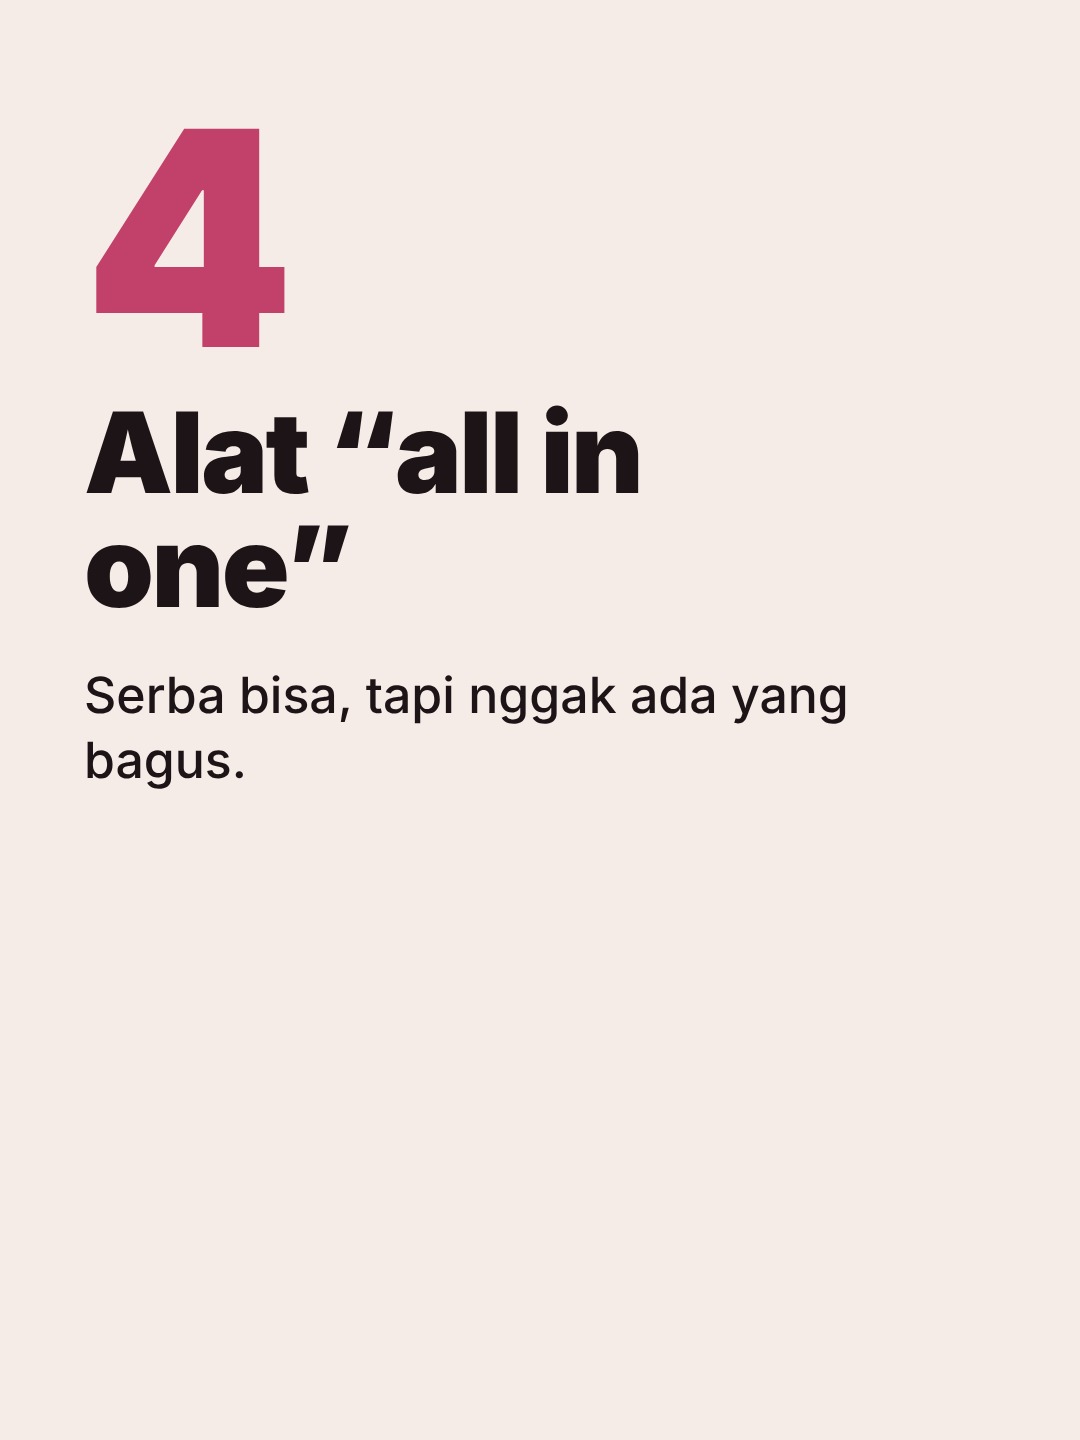 4
Alat “all in
one”
Serba bisa, tapi nggak ada yang
bagus.